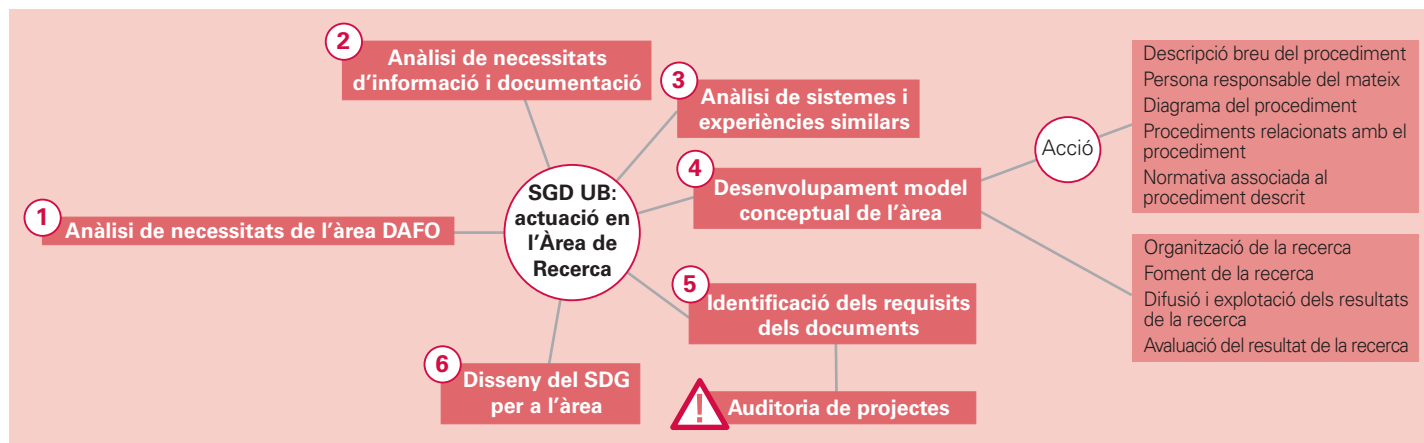 1
Anàlisi de necessitats de l'àrea DAFO
2
Anàlisi de necessitats
d'informació i documentació
3
Anàlisi de sistemes i
experiències similars
SGD UB:
actuació en
l'Àrea de
Recerca
4
Desenvolupament model
conceptual de l'àrea
Acció
Descripció breu del procediment
Persona responsable del mateix
Diagrama del procediment
Procediments relacionats amb el
procediment
Normativa associada al
procediment descrit
Organització de la recerca
Foment de la recerca
Difusió i explotació dels resultats
de la recerca
Avaluació del resultat de la recerca
5
Identificació dels requisits
dels documents
!
Auditoria de projectes
6
Disseny del SDG
per a l'àrea